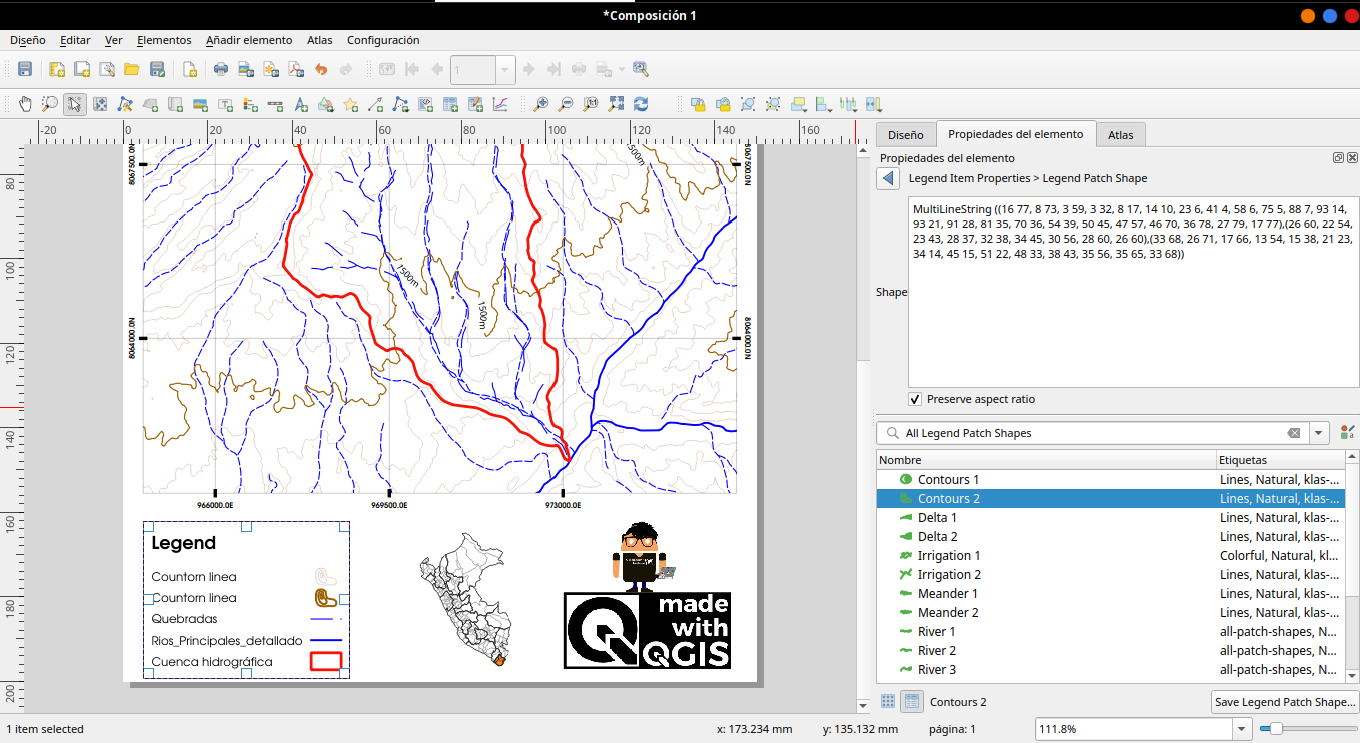 *Composición 1
Diseño Editar Ver Elementos Añadir elemento Atlas Configuración
1
-20 0 20 40 60 80 100 120 140 160
80
100
120
140
160
180
200
8067500.0N
8067500.0N
8064000.0N
8064000.0N
1500m
1500m
1500m
966000.0E 969500.0E 973000.0E
Legend
Countorn linea
Countorn linea
Quebradas
Rios_Principales_detallado
Cuenca hidrográfica
made
with
QGIS
Diseño Propiedades del elemento Atlas
Propiedades del elemento
Legend Item Properties > Legend Patch Shape
Shape
MultiLineString ((16 77, 8 73, 3 59, 3 32, 8 17, 14 10, 23 6, 41 4, 58 6, 75 5, 88 7, 93 14,
93 21, 91 28, 81 35, 70 36, 54 39, 50 45, 47 57, 46 70, 36 78, 27 79, 17 77),(26 60, 22 54,
23 43, 28 37, 32 38, 34 45, 30 56, 28 60, 26 60),(33 68, 26 71, 17 66, 13 54, 15 38, 21 23,
34 14, 45 15, 51 22, 48 33, 38 43, 35 56, 35 65, 33 68))
Preserve aspect ratio
All Legend Patch Shapes
Nombre Etiquetas
Contours 1 Lines, Natural, klas-...
Contours 2 Lines, Natural, klas-...
Delta 1 Lines, Natural, klas-...
Delta 2 Lines, Natural, klas-...
Irrigation 1 Colorful, Natural, kl...
Irrigation 2 Lines, Natural, klas-...
Meander 1 Lines, Natural, klas-...
Meander 2 Lines, Natural, klas-...
River 1 all-patch-shapes, N...
River 2 all-patch-shapes, N...
River 3 all-patch-shapes, N...
Contours 2 Save Legend Patch Shape...
1 item selected x: 173.234 mm y: 135.132 mm página: 1 111.8%